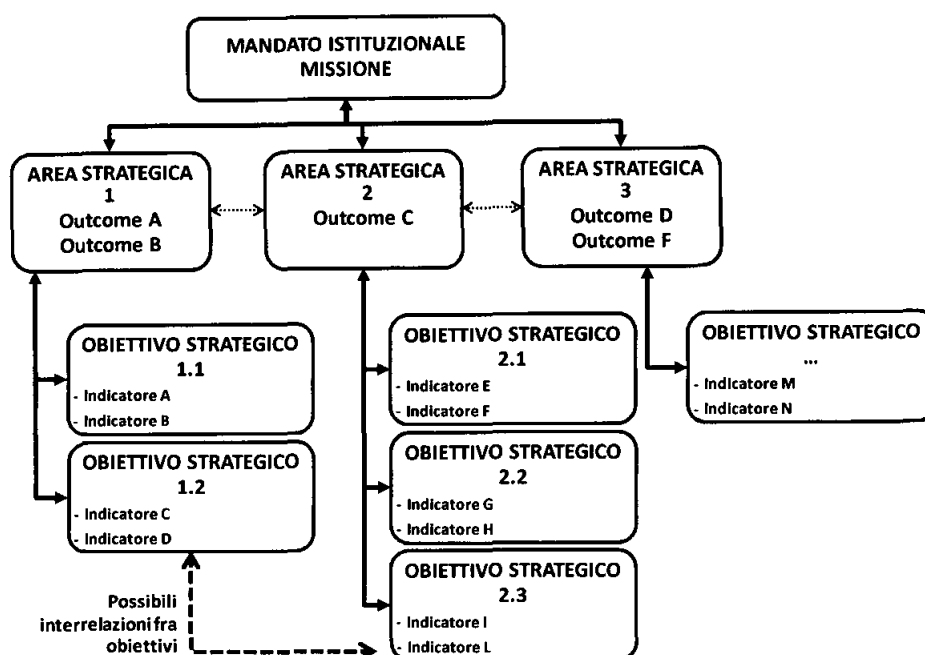 MANDATO ISTITUZIONALE
MISSIONE
AREA STRATEGICA
1
Outcome A
Outcome B
AREA STRATEGICA
2
Outcome C
AREA STRATEGICA
3
Outcome D
Outcome F
OBIETTIVO STRATEGICO
1.1
- Indicatore A
- Indicatore B
OBIETTIVO STRATEGICO
1.2
- Indicatore C
- Indicatore D
Possibili
interrelazioni fra
obiettivi
OBIETTIVO STRATEGICO
2.1
- Indicatore E
- Indicatore F
OBIETTIVO STRATEGICO
2.2
- Indicatore G
- Indicatore H
OBIETTIVO STRATEGICO
2.3
- Indicatore I
- Indicatore L
OBIETTIVO STRATEGICO
...
- Indicatore M
- Indicatore N